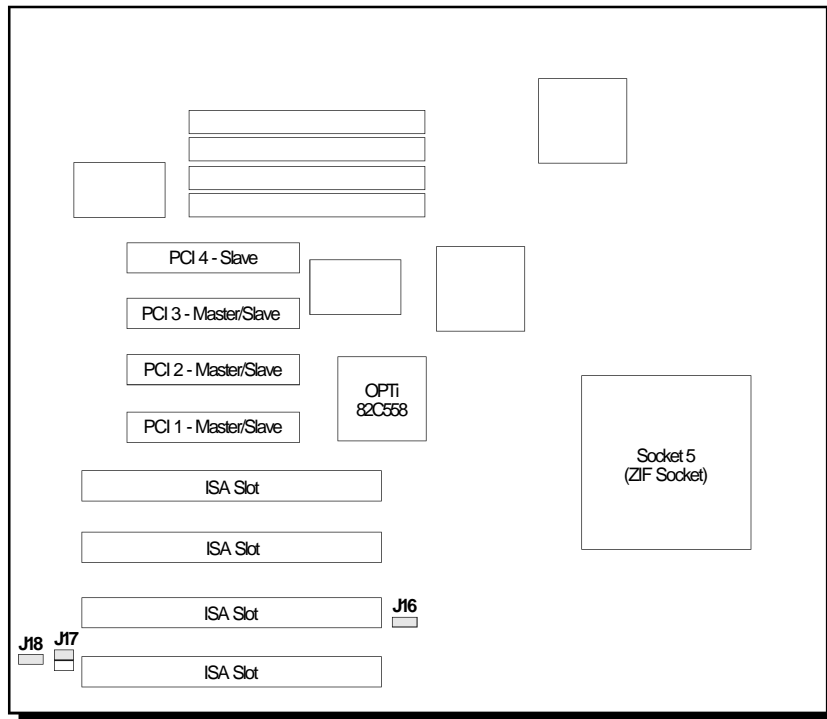 PCI 4 - Slave
PCI 3 - Master/Slave
PCI 2 - Master/Slave
OPTi
82C558
PCI 1 - Master/Slave
Socket 5
(ZIF Socket)
ISA Slot
ISA Slot
ISA Slot
J16
J18
J17
ISA Slot